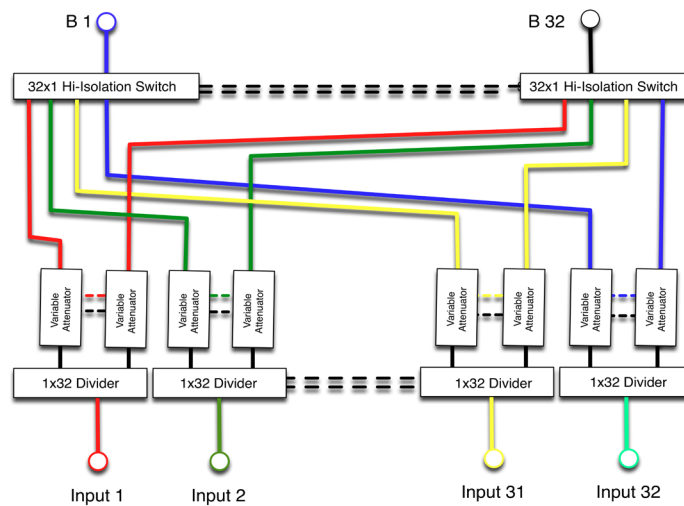 B 1
B 32
32x1 Hi-Isolation Switch
32x1 Hi-Isolation Switch
Variable
Attenuator
Variable
Attenuator
Variable
Attenuator
Variable
Attenuator
Variable
Attenuator
Variable
Attenuator
Variable
Attenuator
Variable
Attenuator
1x32 Divider
1x32 Divider
1x32 Divider
1x32 Divider
Input 1
Input 2
Input 31
Input 32